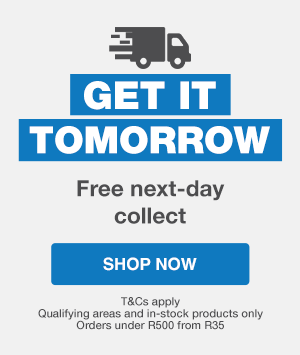 GET IT
TOMORROW
Free next-day
collect
SHOP NOW
T&Cs apply
Qualifying areas and in-stock products only
Orders under R500 from R35